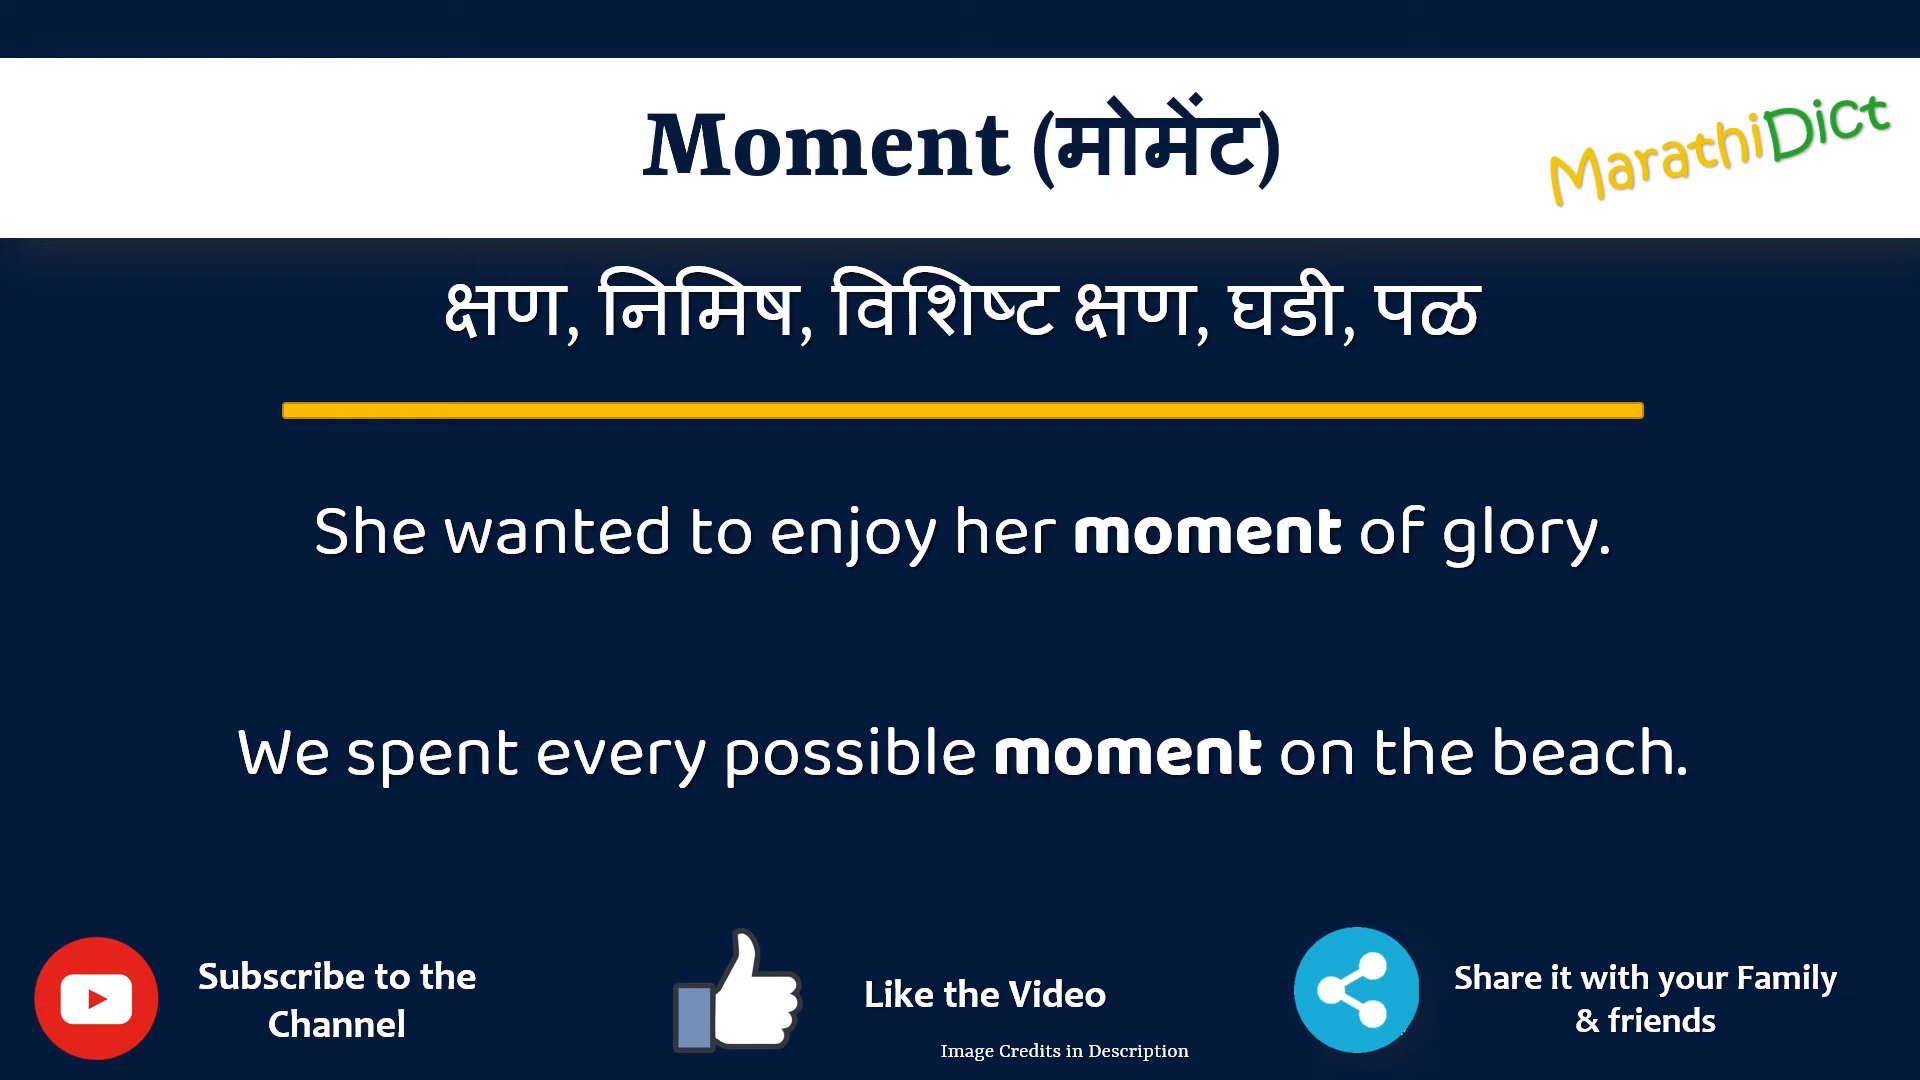 Moment (मोमेंट)
MarathiDict
क्षण, निमिष, विशिष्ट क्षण, घडी, पळ
She wanted to enjoy her moment of glory.
We spent every possible moment on the beach.
Subscribe to the
Channel
Like the Video
Share it with your Family
& friends
Image Credits in Description